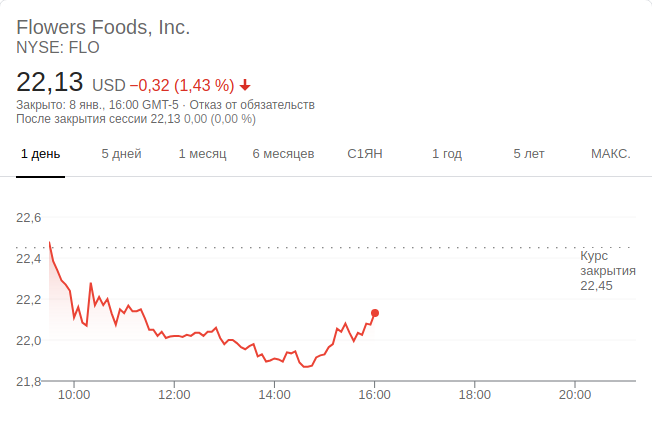 Flowers Foods, Inc.
NYSE: FLO
22,13 USD −0,32 (1,43 %)
Закрыто: 8 янв., 16:00 GMT-5 · Отказ от обязательств
После закрытия сессии 22,13 0,00 (0,00 %)
1 день 5 дней 1 месяц 6 месяцев С1ЯН 1 год 5 лет МАКС.
22,6
22,4
22,2
22,0
21,8
Курс
закрытия
22,45
10:00 12:00 14:00 16:00 18:00 20:00